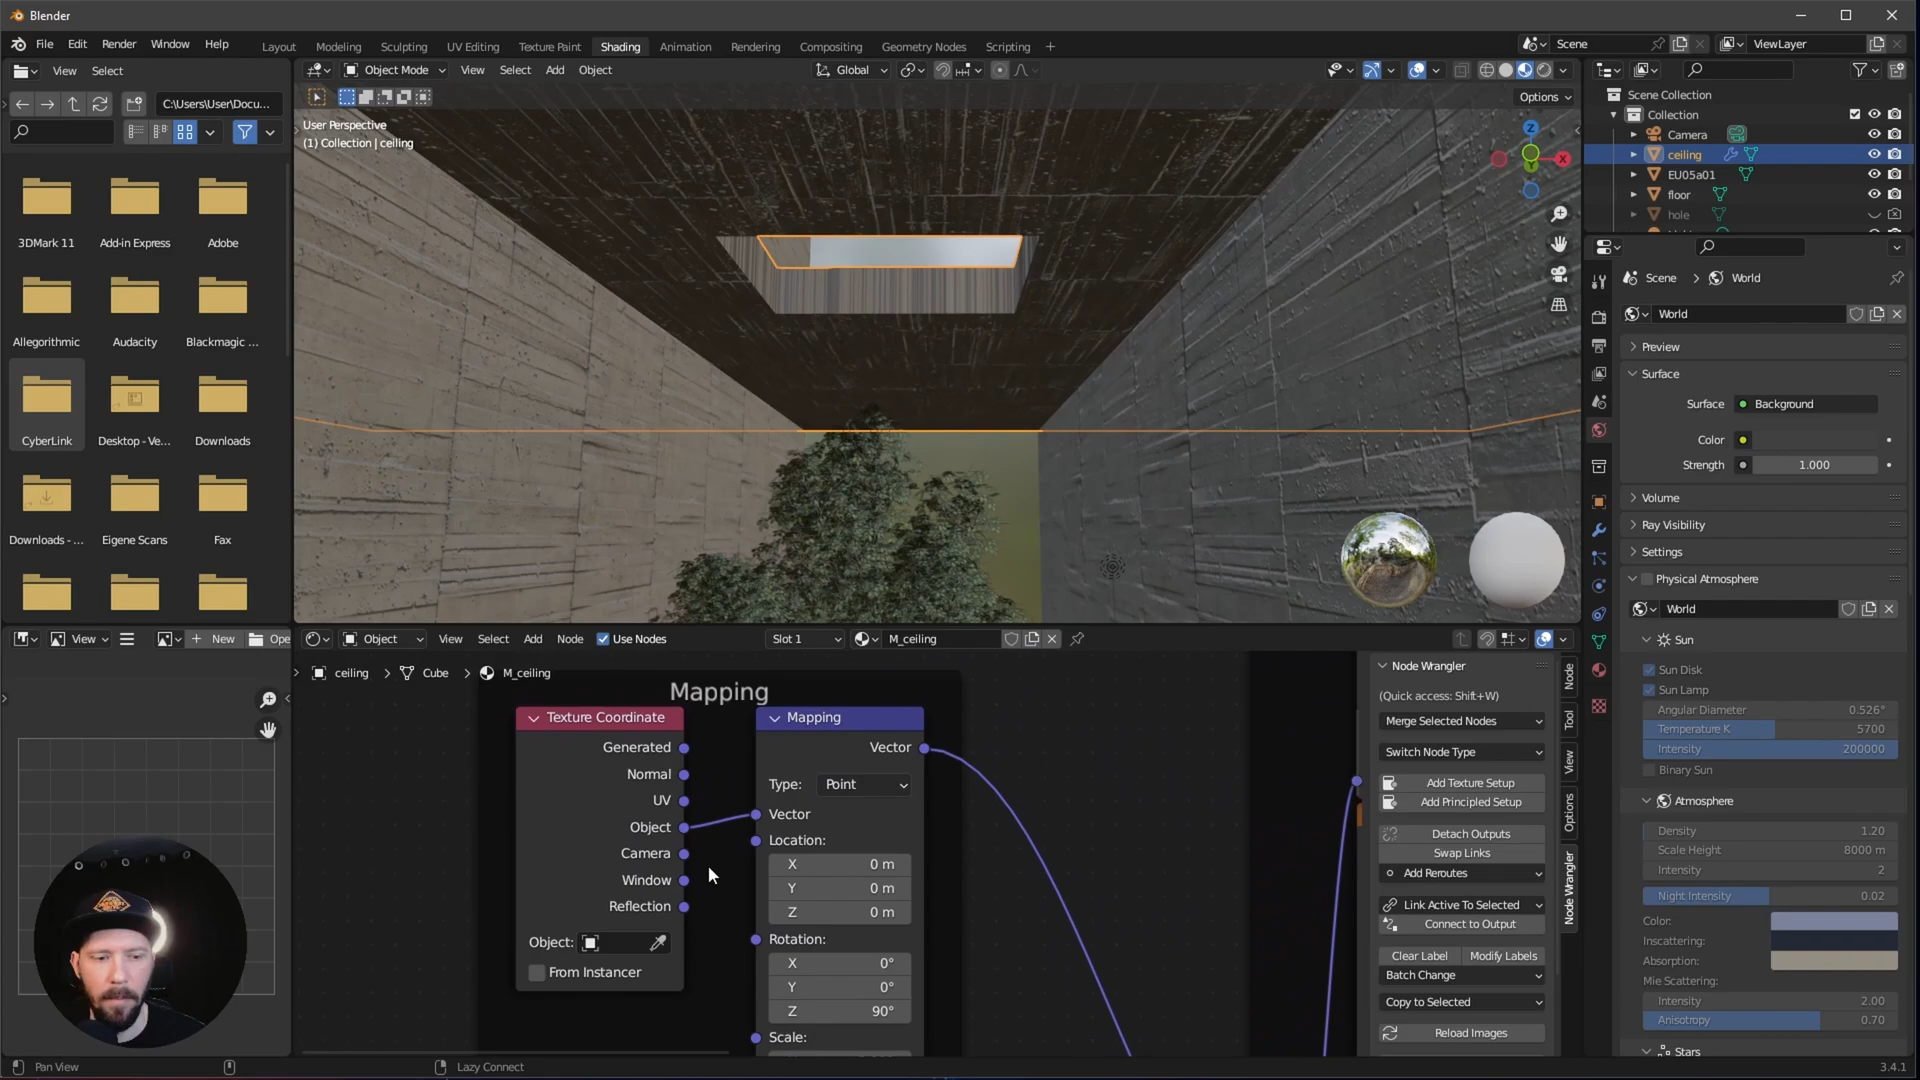 Blender
File Edit Render Window Help
Layout Modeling Sculpting UV Editing Texture Paint Shading Animation Rendering Compositing Geometry Nodes Scripting +
Scene
ViewLayer
View Select
Object Mode View Select Add Object
Global
C:\Users\User\Docu...
Options
User Perspective
(1) Collection | ceiling
Z
X
Y
3DMark 11 Add-in Express Adobe
Allegorithmic Audacity Blackmagic ...
CyberLink Desktop - Ve... Downloads
Downloads - ... Eigene Scans Fax
Scene Collection
Collection
Camera
ceiling
EU05a01
floor
hole
Scene > World
World
Preview
Surface
Surface Background
Color
Strength 1.000
Volume
Ray Visibility
Settings
Physical Atmosphere
World
Sun
Sun Disk
Sun Lamp
Angular Diameter 0.526°
Temperature K 5700
Intensity 200000
Binary Sun
Atmosphere
Density 1.20
Scale Height 8000 m
Intensity 2
Night Intensity 0.02
Color:
Inscattering:
Absorption:
Mie Scattering:
Intensity 2.00
Anisotropy 0.70
Stars
View
+ New
Ope
Object View Select Add Node Use Nodes Slot 1 M_ceiling
ceiling > Cube > M_ceiling
Mapping
Texture Coordinate
Generated
Normal
UV
Object
Camera
Window
Reflection
Object:
From Instancer
Mapping
Vector
Type: Point
Vector
Location:
X 0 m
Y 0 m
Z 0 m
Rotation:
X 0°
Y 0°
Z 90°
Scale:
Node Wrangler
(Quick access: Shift+W)
Merge Selected Nodes
Switch Node Type
Add Texture Setup
Add Principled Setup
Detach Outputs
Swap Links
Add Reroutes
Link Active To Selected
Connect to Output
Clear Label Modify Labels
Batch Change
Copy to Selected
Reload Images
Node
Tool
View
Options
Node Wrangler
Pan View
Lazy Connect
3.4.1